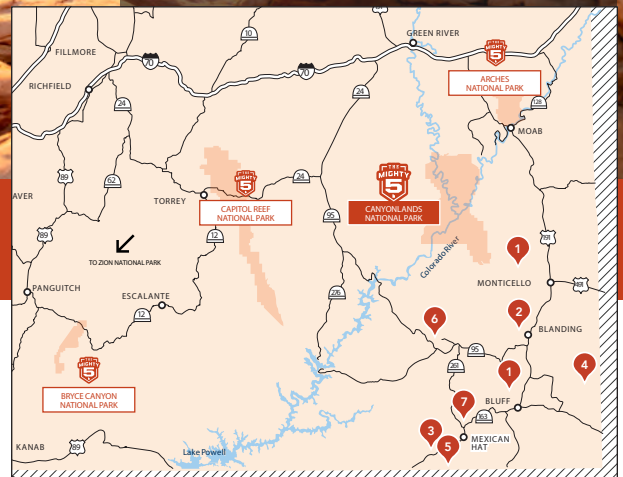 10
GREEN RIVER
THE
MIGHTY
5
FILLMORE
70
70
ARCHES
NATIONAL PARK
RICHFIELD
24
24
128
MOAB
89
62
24
THE
MIGHTY
5
THE
MIGHTY
5
AVER
TORREY
CAPITOL REEF
NATIONAL PARK
CANYONLANDS
NATIONAL PARK
95
89
12
191
TO ZION NATIONAL PARK
Colorado River
1
PANGUITCH
ESCALANTE
276
MONTICELLO
491
12
6
2
BLANDING
95
THE
MIGHTY
5
261
1
4
BRYCE CANYON
NATIONAL PARK
7
BLUFF
163
3
MEXICAN
HAT
5
KANAB
89
Lake Powell